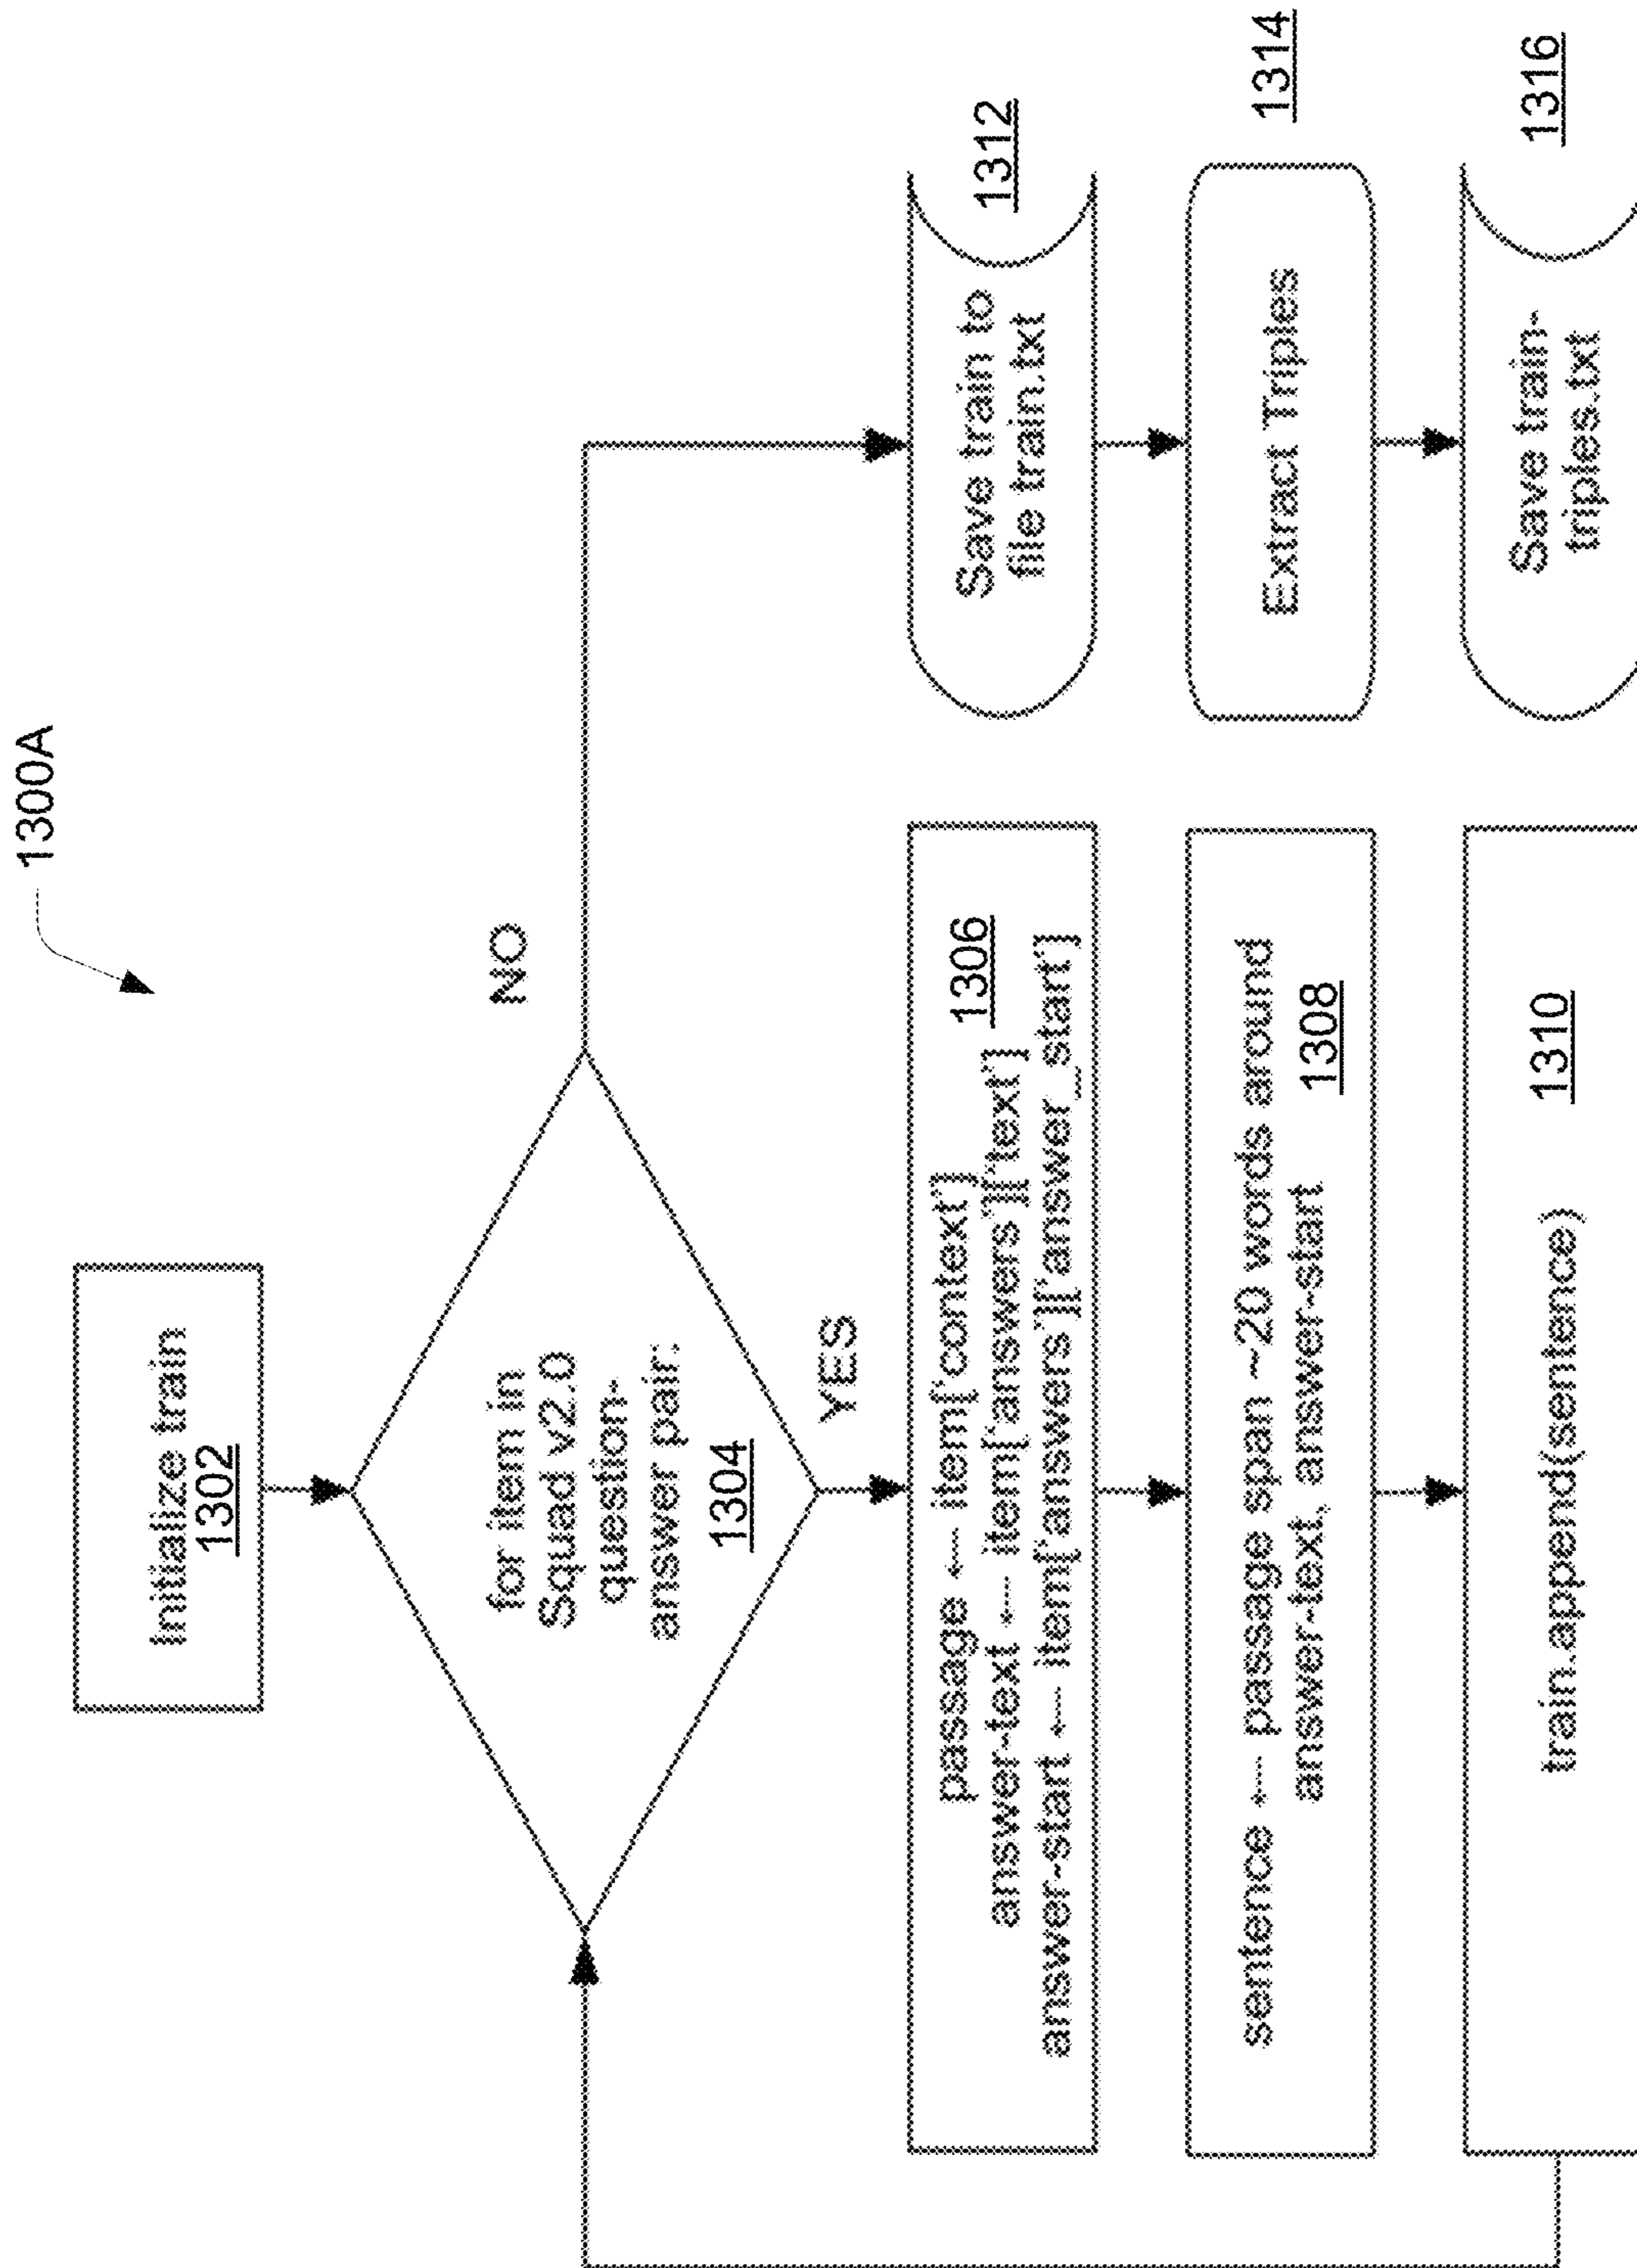 1300A
Initialize train
1302
for item in
Squad v2.0
question-
answer pair:
1304
NO
YES
passage ← item['context']
1306
answer-text ← item['answers']['text']
answer-start ← item['answers']['answer_start']
sentence ← passage span ~20 words around
answer-text, answer-start
1308
train.append(sentence)
1310
Save train to
file train.txt
1312
Extract Triples
1314
Save train-
triples.txt
1316